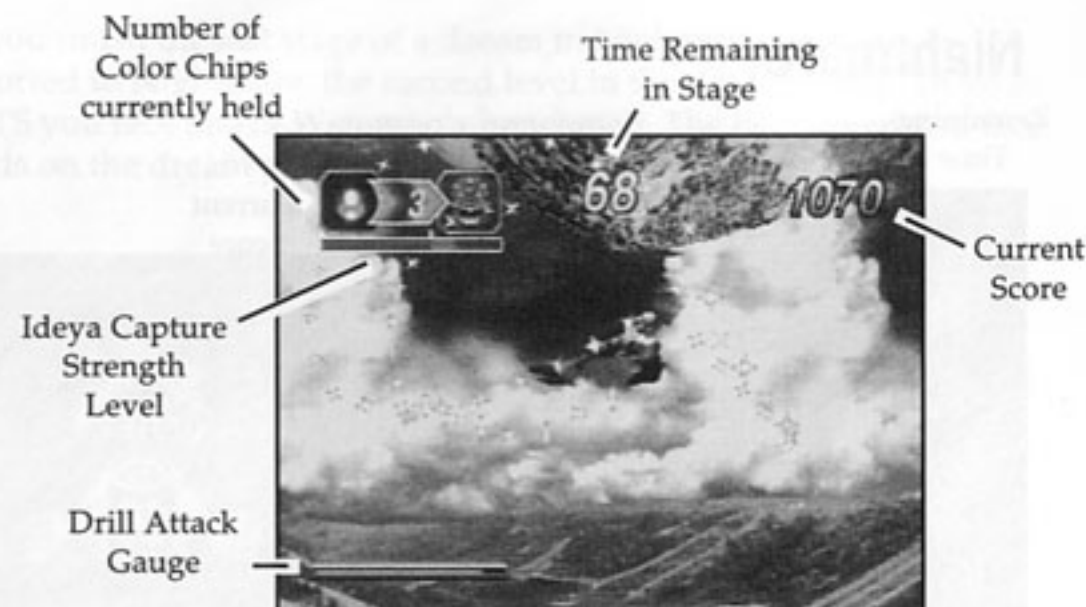 Number of
Color Chips
currently held
Time Remaining
in Stage
68
3
1070
Current
Score
Ideya Capture
Strength
Level
Drill Attack
Gauge